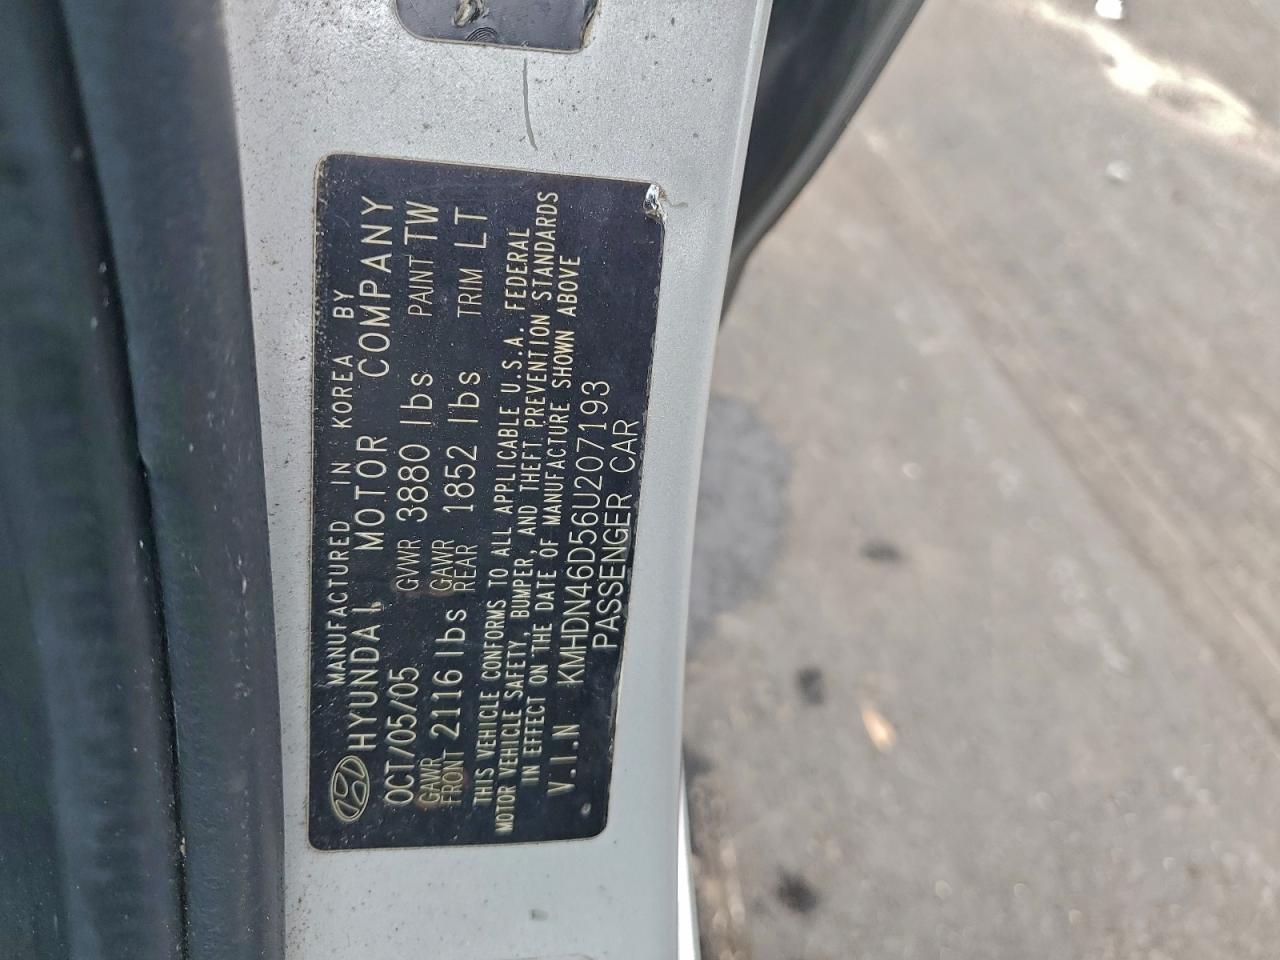 MANUFACTURED IN KOREA BY
HYUNDAI MOTOR COMPANY
OCT/05/05 GVWR 3880 lbs PAINT TW
GAWR FRONT 2116 lbs GAWR REAR 1852 lbs TRIM LT
THIS VEHICLE CONFORMS TO ALL APPLICABLE U.S.A. FEDERAL
MOTOR VEHICLE SAFETY, BUMPER, AND THEFT PREVENTION STANDARDS
IN EFFECT ON THE DATE OF MANUFACTURE SHOWN ABOVE
V.I.N KMHDN46D56U207193
PASSENGER CAR